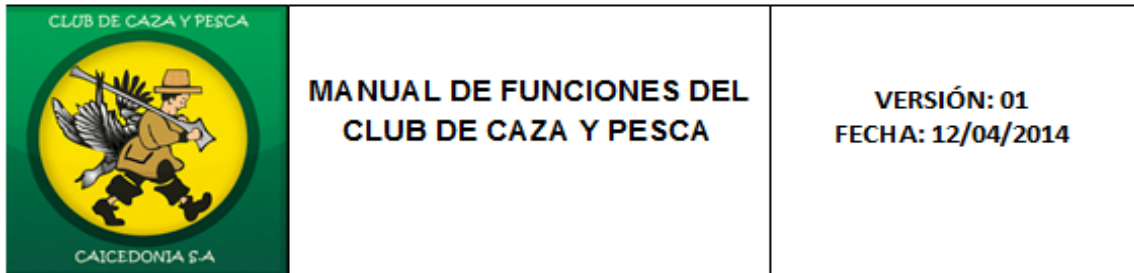 CLUB DE CAZA Y PESCA
CAICEDONIA S.A
MANUAL DE FUNCIONES DEL
CLUB DE CAZA Y PESCA
VERSIÓN: 01
FECHA: 12/04/2014